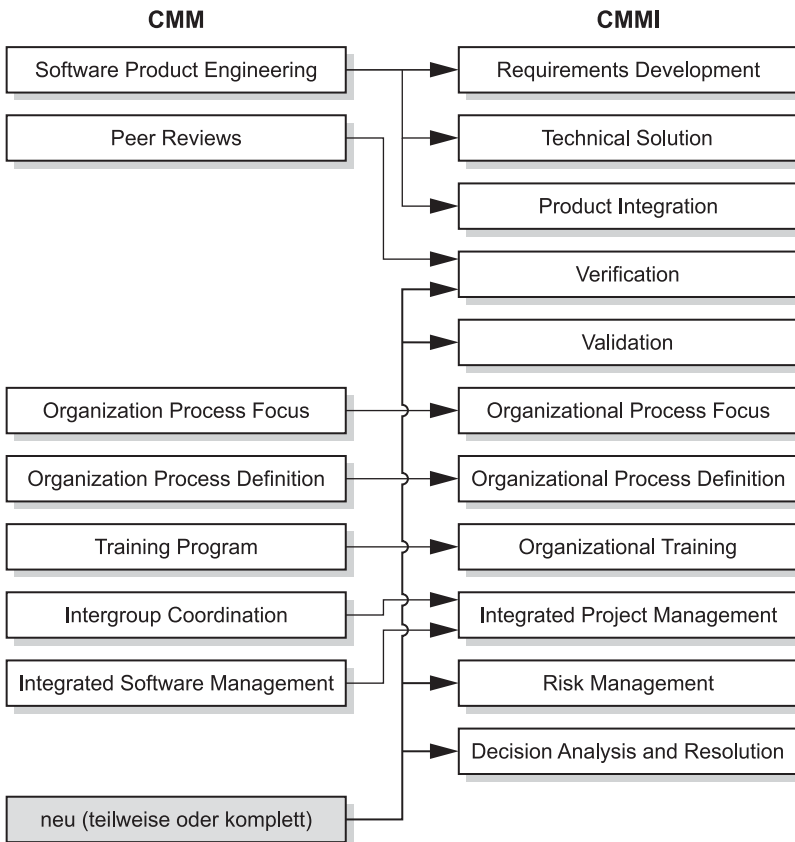 CMM
CMMI
Software Product Engineering
Requirements Development
Peer Reviews
Technical Solution
Product Integration
Verification
Validation
Organization Process Focus
Organizational Process Focus
Organization Process Definition
Organizational Process Definition
Training Program
Organizational Training
Intergroup Coordination
Integrated Project Management
Integrated Software Management
Risk Management
Decision Analysis and Resolution
neu (teilweise oder komplett)